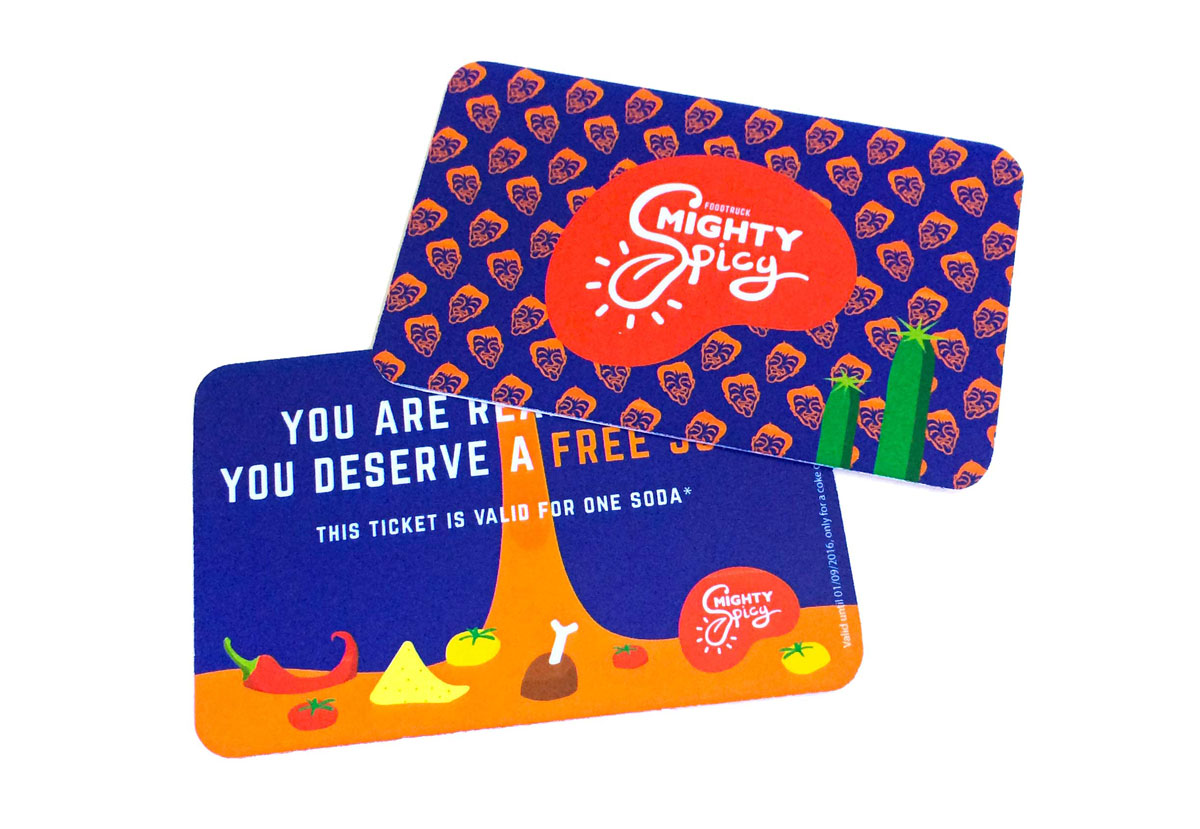 FOODTRUCK
MIGHTY
Spicy
YOU ARE
YOU DESERVE A FREE
THIS TICKET IS VALID FOR ONE SODA*
MIGHTY
Spicy
Valid until 01/09/2016, only for a coke